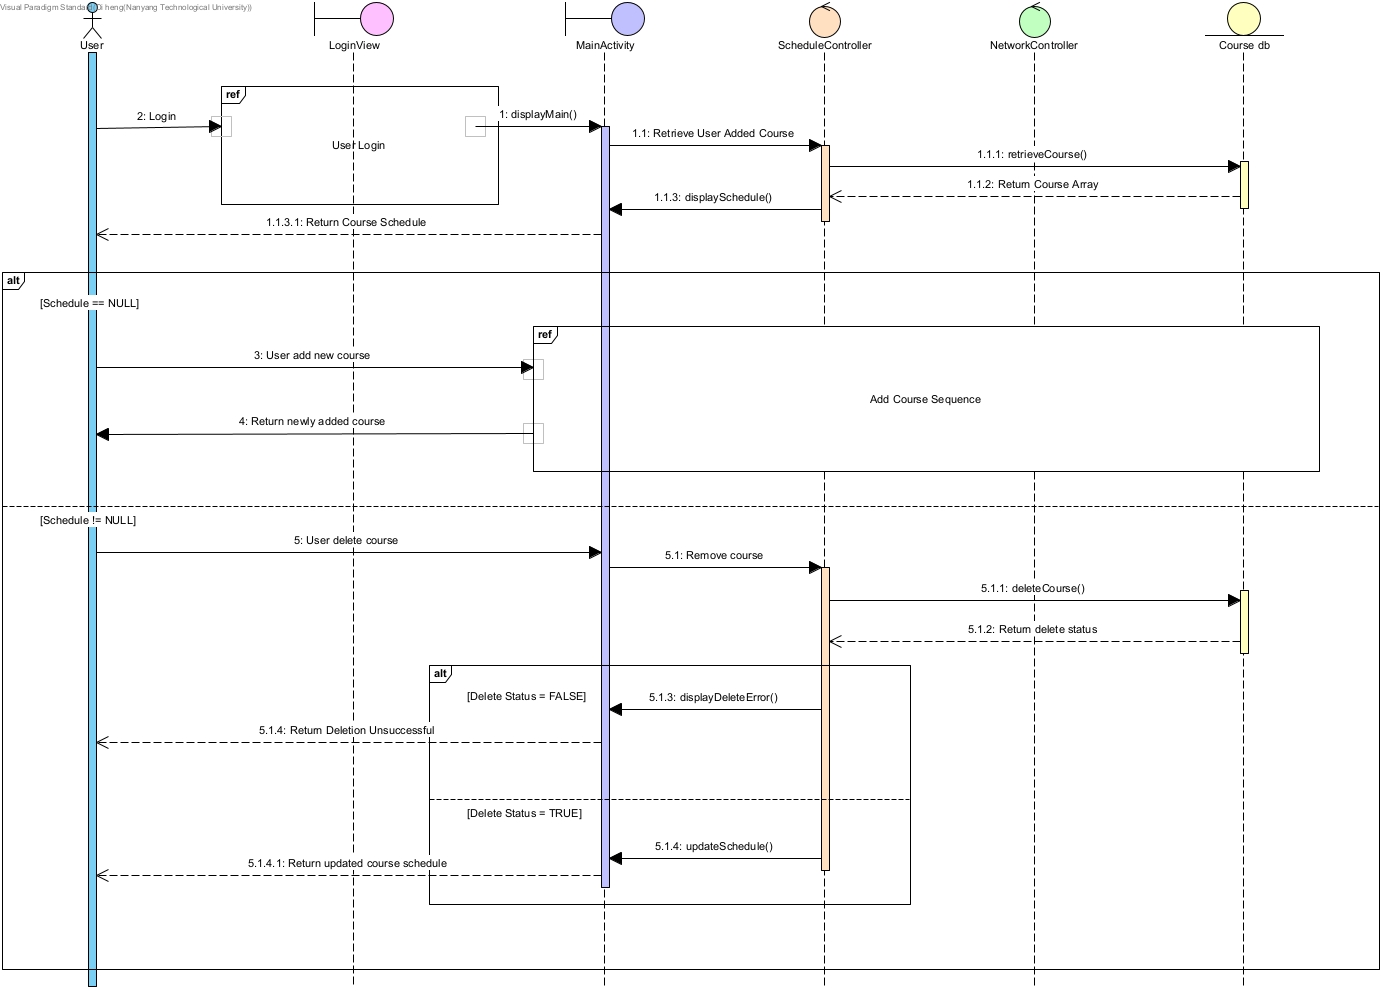 Visual Paradigm Standard(Di heng(Nanyang Technological University))
User
LoginView
MainActivity
ScheduleController
NetworkController
Course db
ref
2: Login
User Login
1: displayMain()
1.1: Retrieve User Added Course
1.1.1: retrieveCourse()
1.1.2: Return Course Array
1.1.3: displaySchedule()
1.1.3.1: Return Course Schedule
alt
[Schedule == NULL]
ref
3: User add new course
Add Course Sequence
4: Return newly added course
[Schedule != NULL]
5: User delete course
5.1: Remove course
5.1.1: deleteCourse()
5.1.2: Return delete status
alt
[Delete Status = FALSE]
5.1.3: displayDeleteError()
5.1.4: Return Deletion Unsuccessful
[Delete Status = TRUE]
5.1.4: updateSchedule()
5.1.4.1: Return updated course schedule